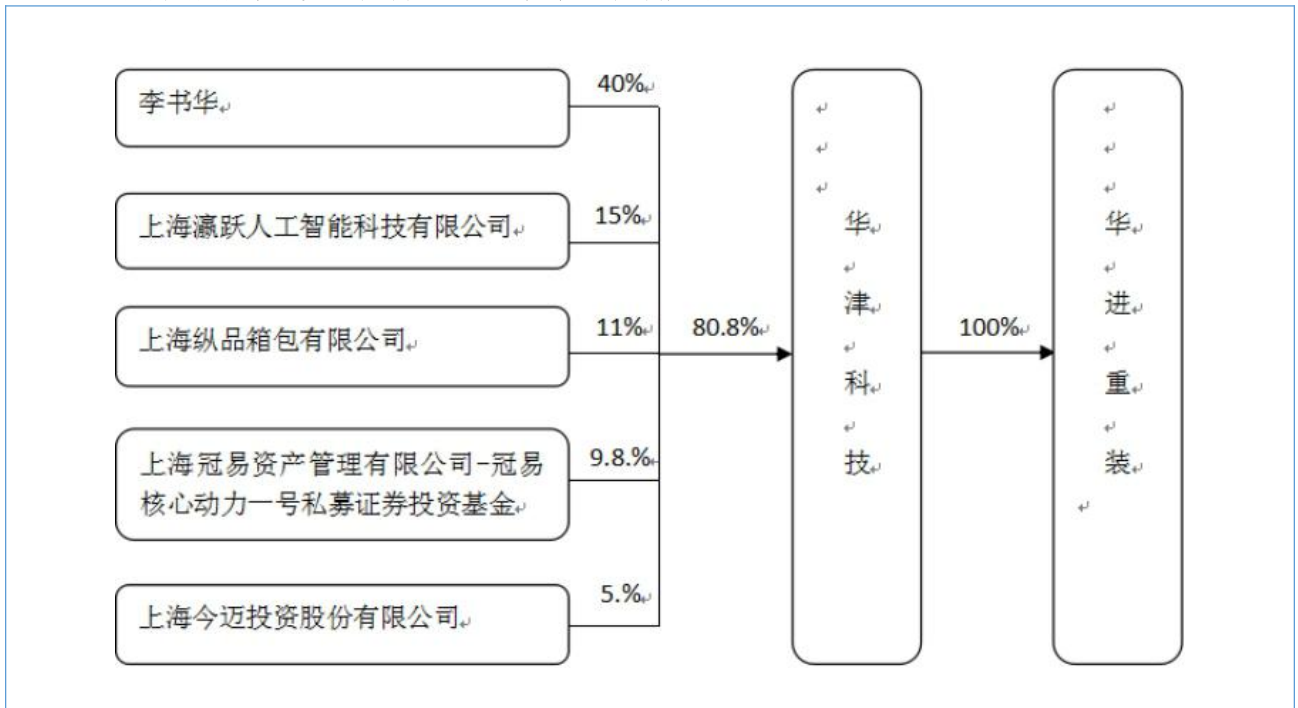 李书华
40%
上海瀛跃人工智能科技有限公司
15%
上海纵品箱包有限公司
11%
80.8%
100%
上海冠易资产管理有限公司-冠易
核心动力一号私募证券投资基金
9.8.%
上海今迈投资股份有限公司
5.%
华
津
科
技
华
进
重
装